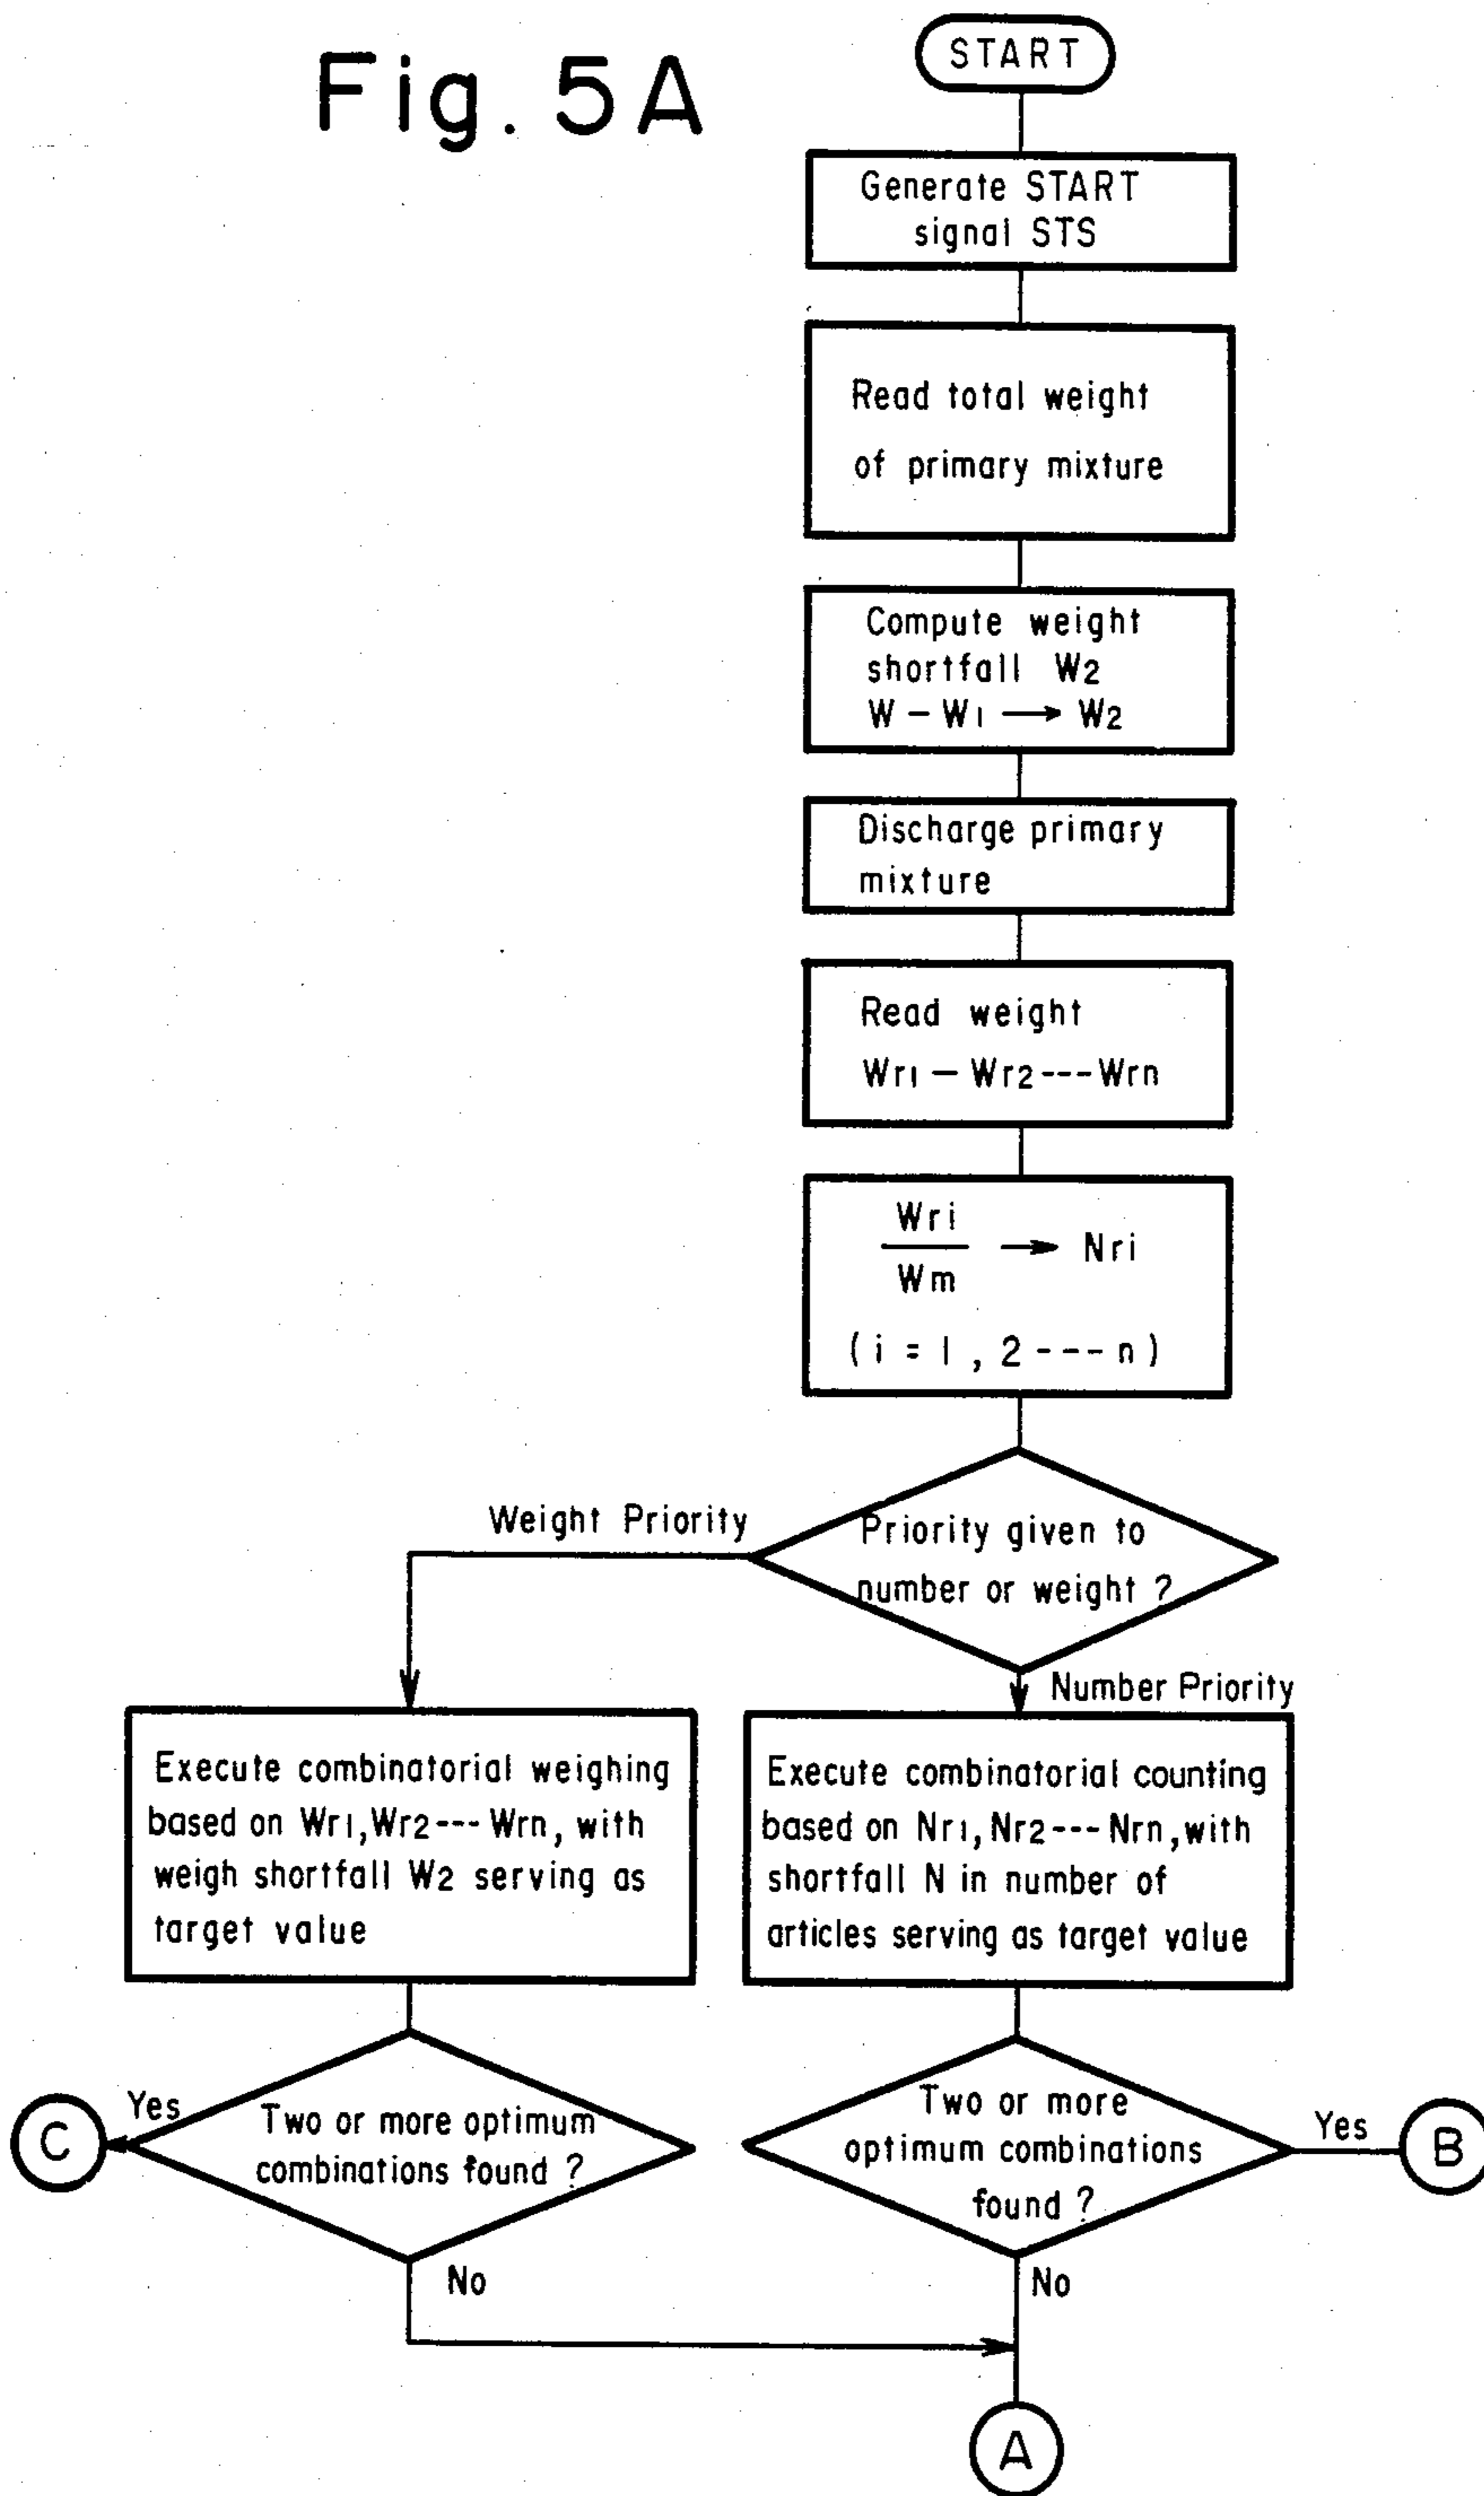 Fig. 5A
START
Generate START
signal STS
Read total weight
of primary mixture
Compute weight
shortfall W2
W – W1 → W2
Discharge primary
mixture
Read weight
Wr1 – Wr2 --- Wrn
Wri
Wm
→ Nri
( i = 1 , 2 --- n )
Priority given to
number or weight ?
Weight Priority
Number Priority
Execute combinatorial weighing
based on Wr1, Wr2 --- Wrn, with
weigh shortfall W2 serving as
target value
Execute combinatorial counting
based on Nr1, Nr2 --- Nrn, with
shortfall N in number of
articles serving as target value
Two or more optimum
combinations found ?
Yes
C
No
Two or more
optimum combinations
found ?
Yes
B
No
A